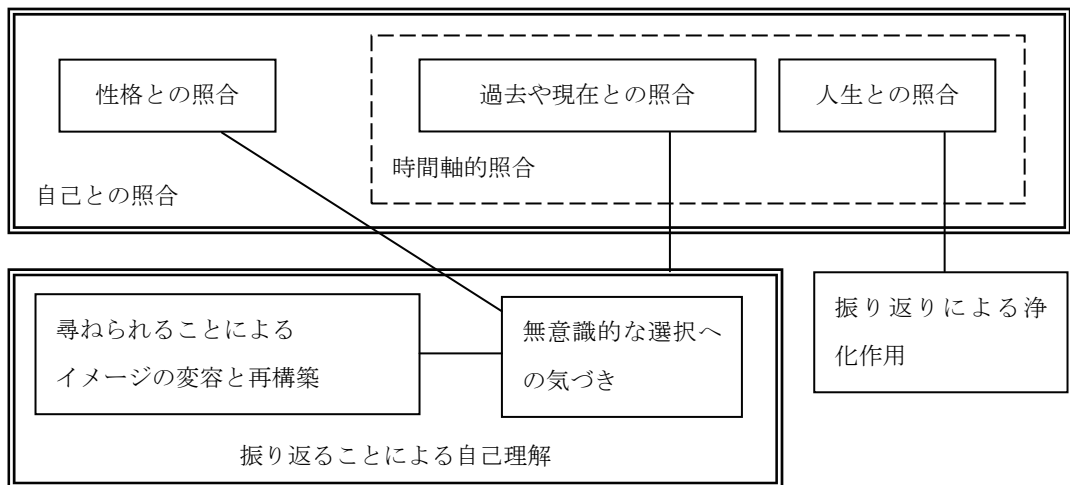 性格との照合
過去や現在との照合
人生との照合
時間軸的照合
自己との照合
尋ねられることによる
イメージの変容と再構築
無意識的な選択へ
の気づき
振り返りによる浄
化作用
振り返ることによる自己理解